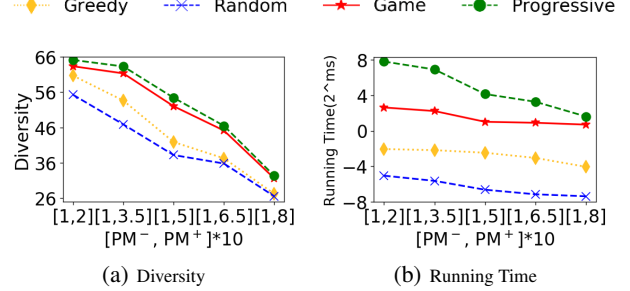 Greedy Random Game Progressive
66
56
46
36
26
Diversity
[1,2][1,3.5] [1,5] [1,6.5] [1,8]
[PM⁻, PM⁺]*10
(a) Diversity
8
4
0
−4
−8
Running Time(2^ms)
[1,2][1,3.5] [1,5] [1,6.5] [1,8]
[PM⁻, PM⁺]*10
(b) Running Time